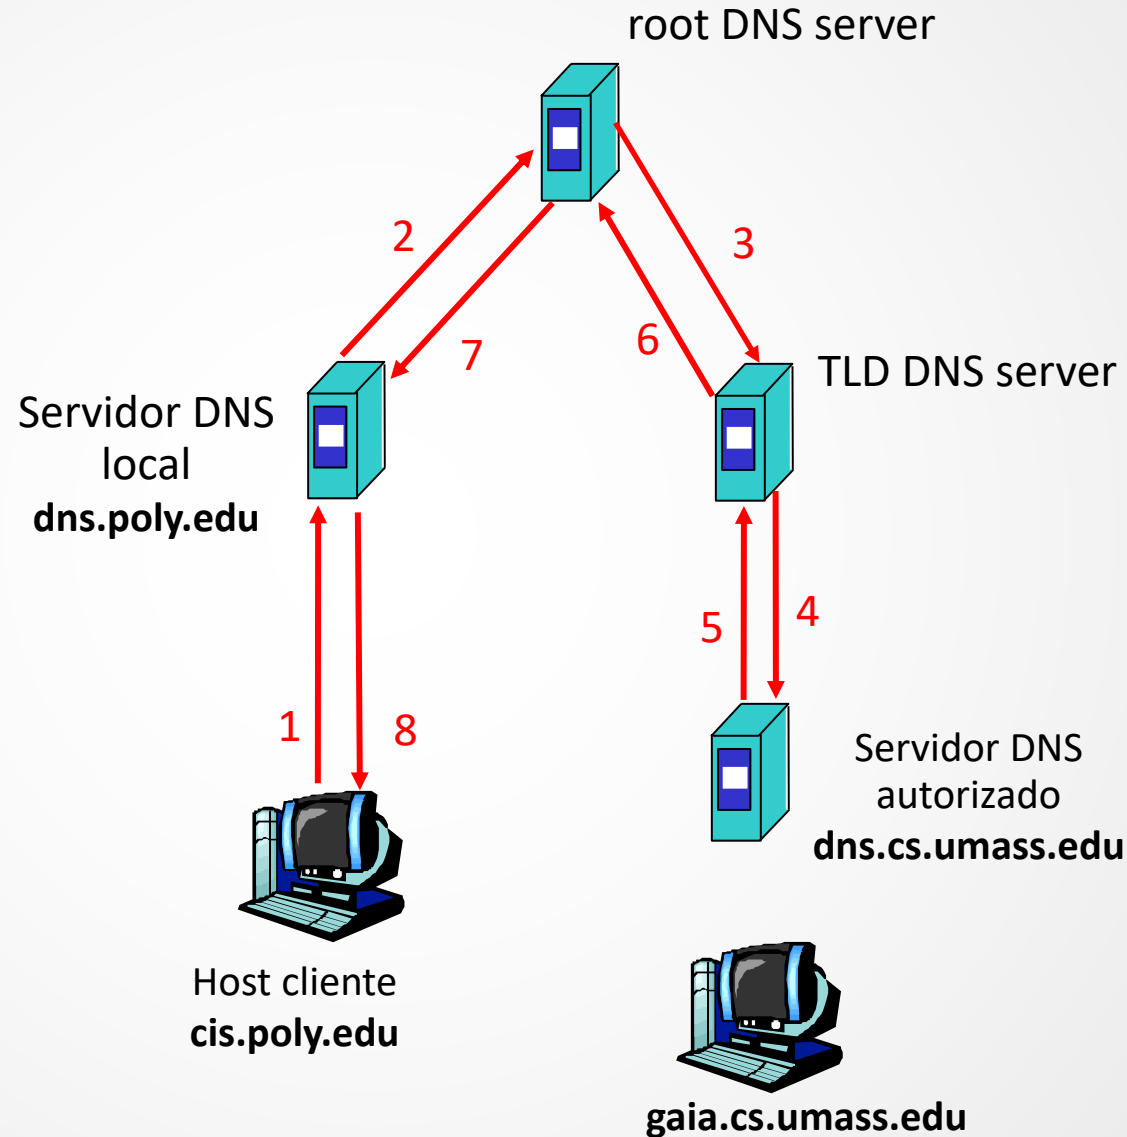 root DNS server
2
3
7
6
TLD DNS server
Servidor DNS
local
dns.poly.edu
5
4
1
8
Servidor DNS
autorizado
dns.cs.umass.edu
Host cliente
cis.poly.edu
gaia.cs.umass.edu